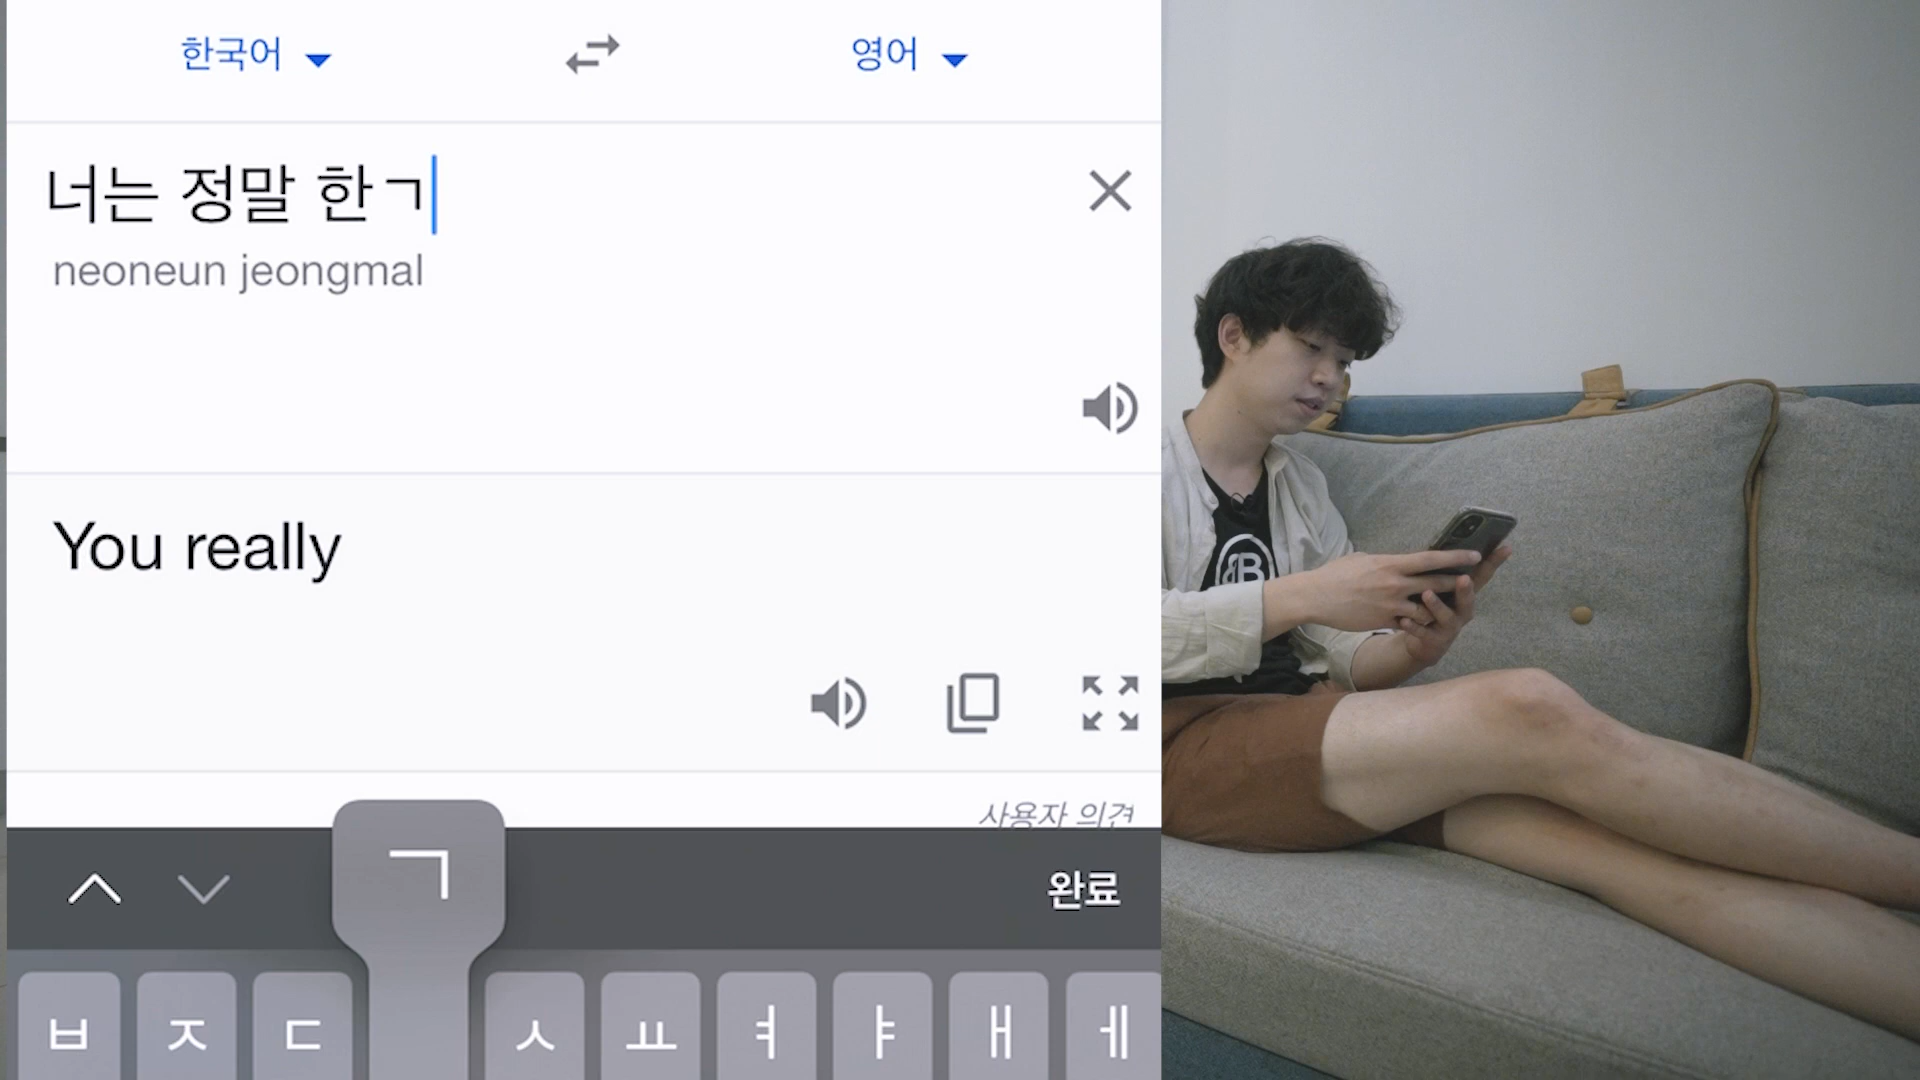 한국어 영어
너는 정말 한ㄱ
neoneun jeongmal
You really
사용자 의견
ㄱ 완료
ㅂ ㅈ ㄷ ㅅ ㅛ ㅕ ㅑ ㅐ ㅔ
B